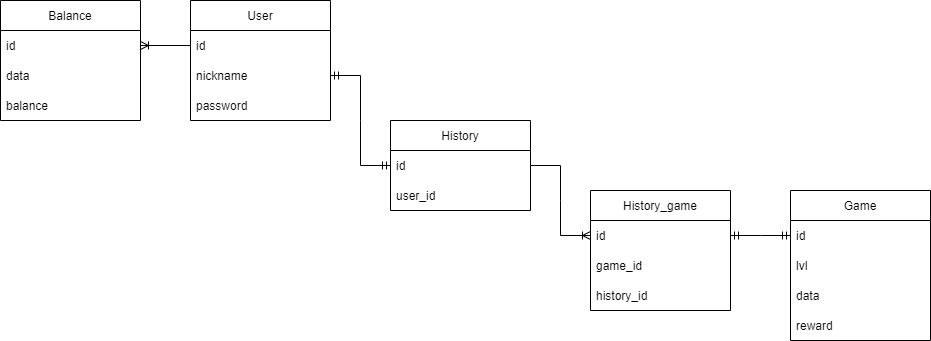 Balance
id
data
balance
User
id
nickname
password
History
id
user_id
History_game
id
game_id
history_id
Game
id
lvl
data
reward